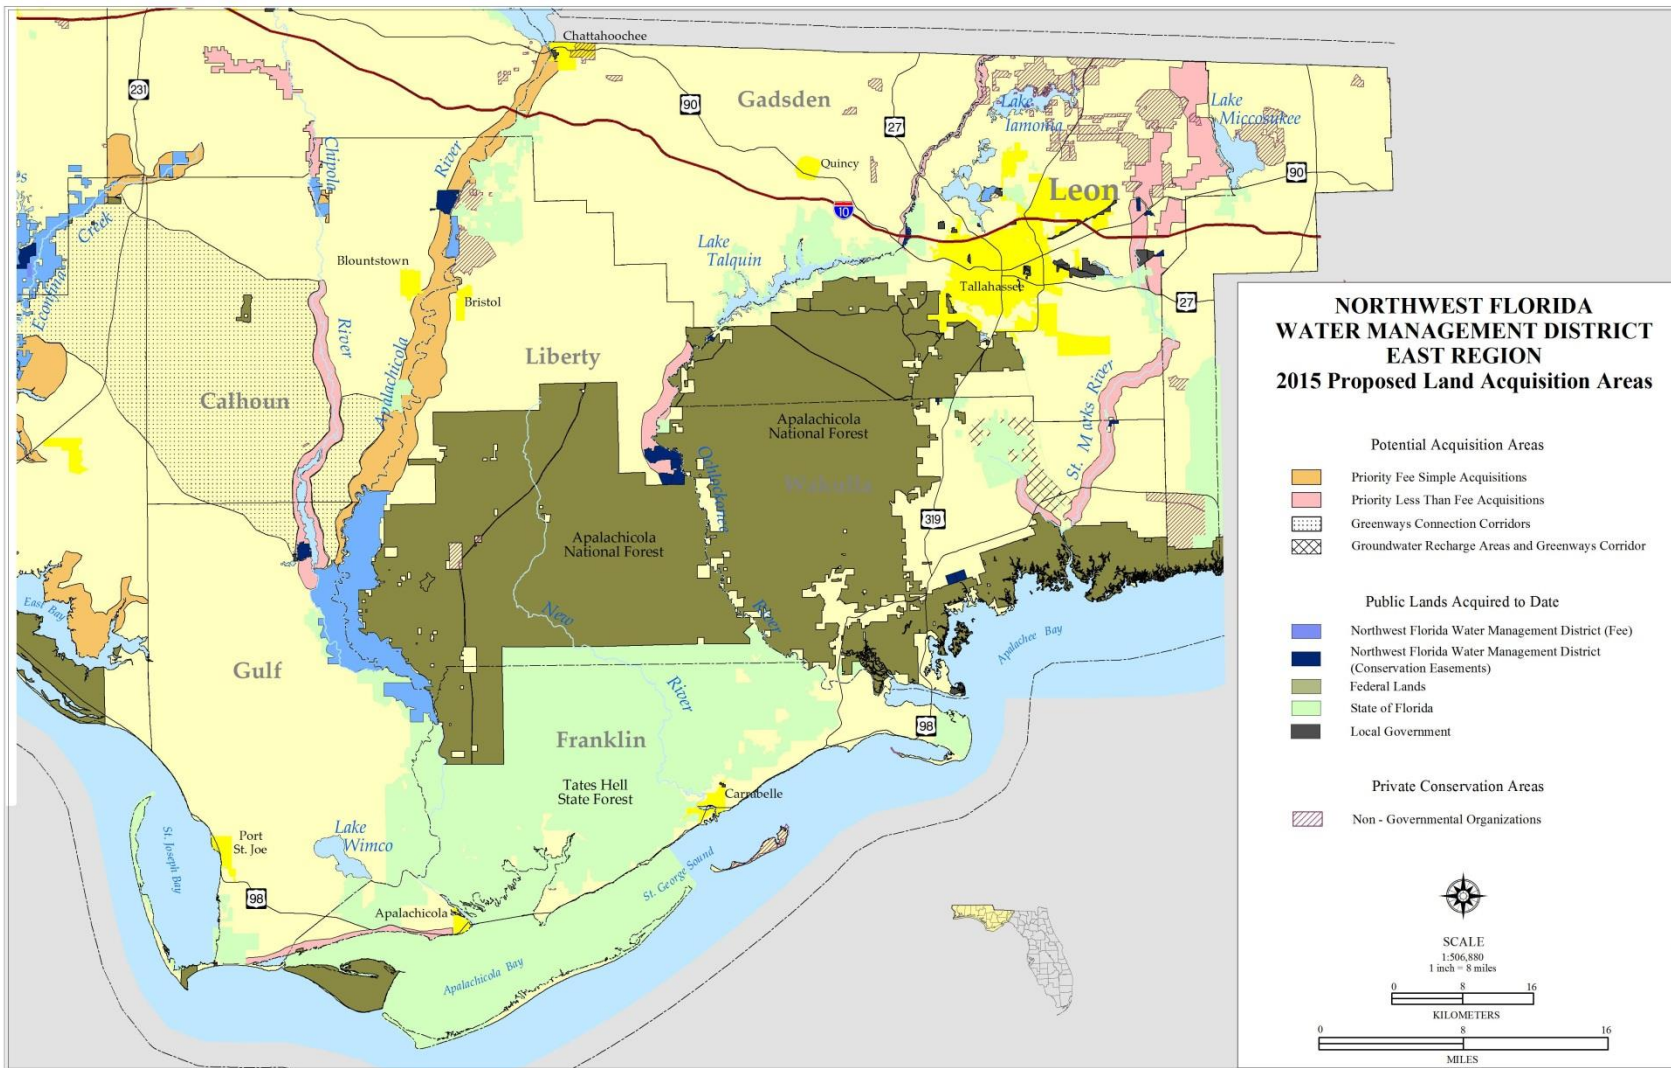 NORTHWEST FLORIDA
WATER MANAGEMENT DISTRICT
EAST REGION
2015 Proposed Land Acquisition Areas
Potential Acquisition Areas
Priority Fee Simple Acquisitions
Priority Less Than Fee Acquisitions
Greenways Connection Corridors
Groundwater Recharge Areas and Greenways Corridor
Public Lands Acquired to Date
Northwest Florida Water Management District (Fee)
Northwest Florida Water Management District
(Conservation Easements)
Federal Lands
State of Florida
Local Government
Private Conservation Areas
Non - Governmental Organizations
SCALE
1:506,880
1 inch = 8 miles
0 8 16
KILOMETERS
0 8 16
MILES
Chattahoochee
231
90
Gadsden
27
Lake
Iamonia
Lake
Miccosukee
Chipola
River
Quincy
Leon
90
10
Creek
Econfina
Blountstown
Bristol
Lake
Talquin
Tallahassee
27
River
Calhoun
Apalachicola
Liberty
Apalachicola
National Forest
Wakulla
Ochlockonee
River
St. Marks River
319
Apalachicola
National Forest
East Bay
New
River
Gulf
Apalachee Bay
98
Franklin
Tates Hell
State Forest
Carrabelle
Port
St. Joe
Lake
Wimco
St. Joseph Bay
98
Apalachicola
St. George Sound
Apalachicola Bay